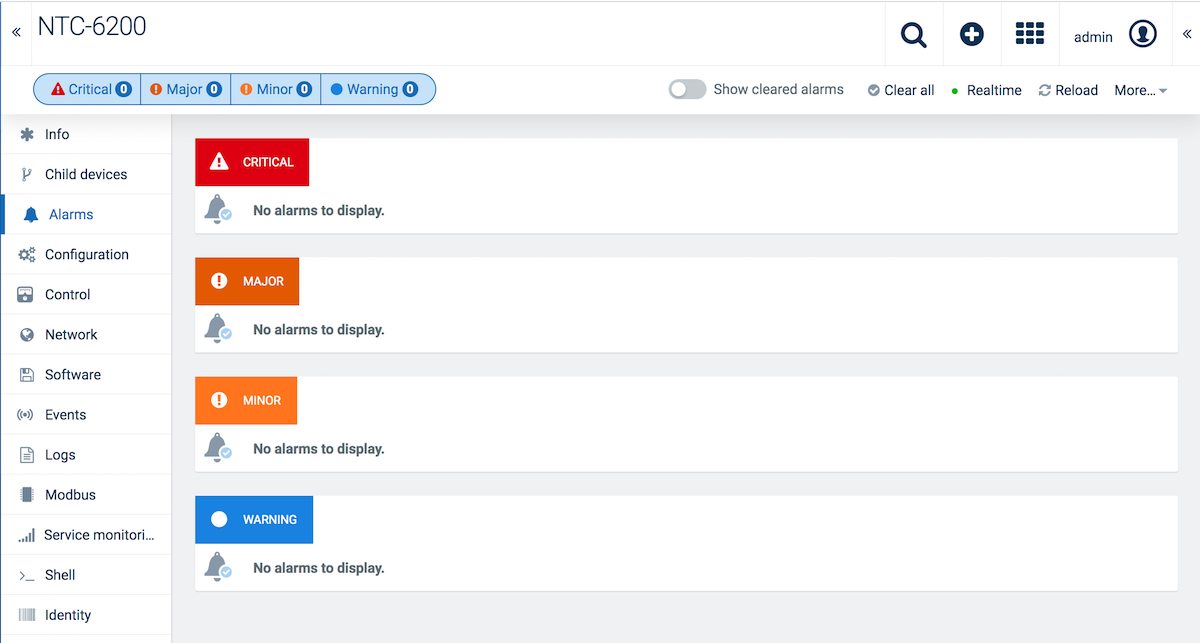 NTC-6200
admin
Critical 0 Major 0 Minor 0 Warning 0
Show cleared alarms Clear all Realtime Reload More...
Info
Child devices
Alarms
Configuration
Control
Network
Software
Events
Logs
Modbus
Service monitori...
Shell
Identity
CRITICAL
No alarms to display.
MAJOR
No alarms to display.
MINOR
No alarms to display.
WARNING
No alarms to display.